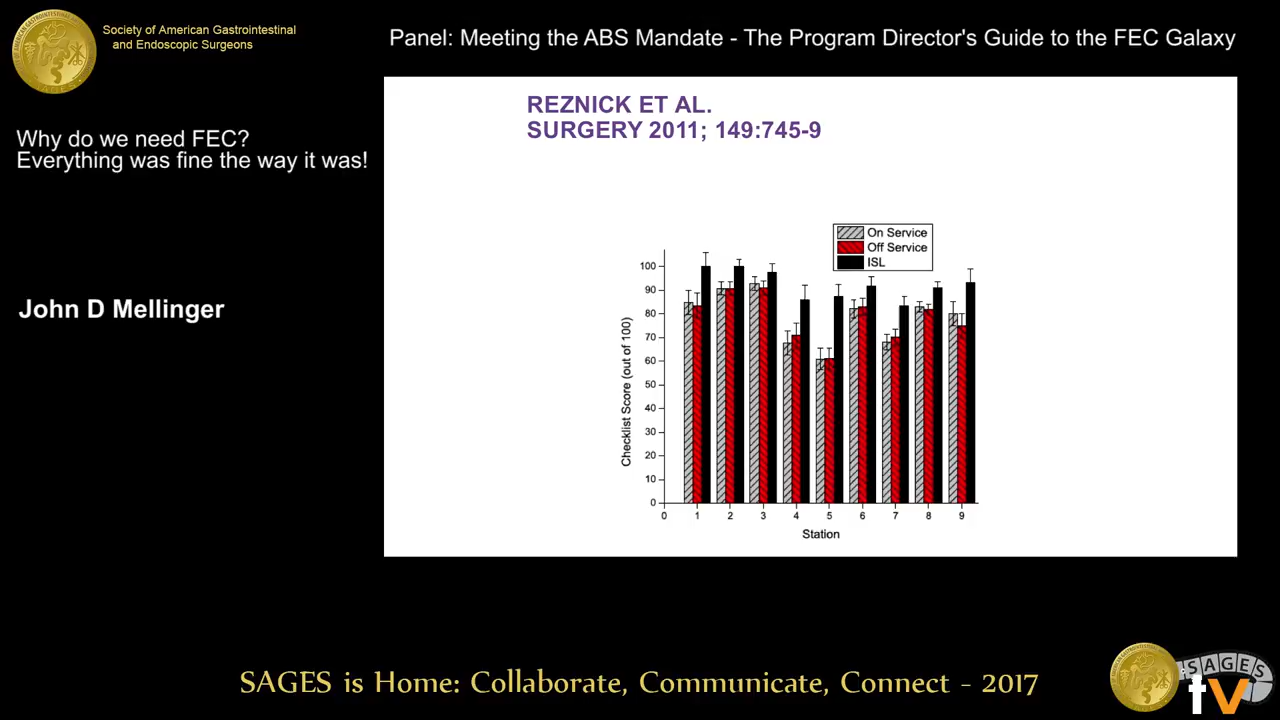 Society of American Gastrointestinal
and Endoscopic Surgeons
Panel: Meeting the ABS Mandate - The Program Director's Guide to the FEC Galaxy
Why do we need FEC?
Everything was fine the way it was!
John D Mellinger
REZNICK ET AL.
SURGERY 2011; 149:745-9
On Service
Off Service
ISL
Checklist Score (out of 100)
100
90
80
70
60
50
40
30
20
10
0
0 1 2 3 4 5 6 7 8 9
Station
SAGES is Home: Collaborate, Communicate, Connect - 2017
SAGES
tv